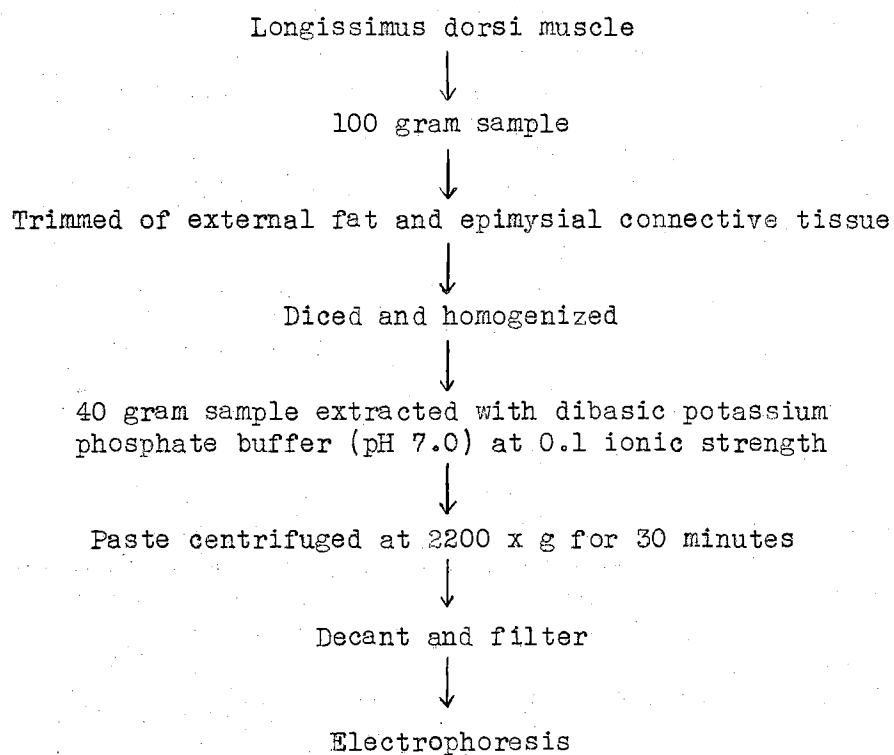 Longissimus dorsi muscle
100 gram sample
Trimmed of external fat and epimysial connective tissue
Diced and homogenized
40 gram sample extracted with dibasic potassium
phosphate buffer (pH 7.0) at 0.1 ionic strength
Paste centrifuged at 2200 x g for 30 minutes
Decant and filter
Electrophoresis